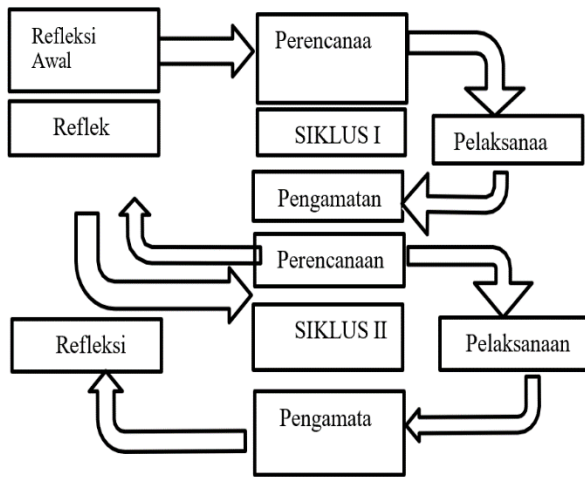 Refleksi
Awal
Perencanaa
Reflek
SIKLUS I
Pelaksanaa
Pengamatan
Perencanaan
Refleksi
SIKLUS II
Pelaksanaan
Pengamata